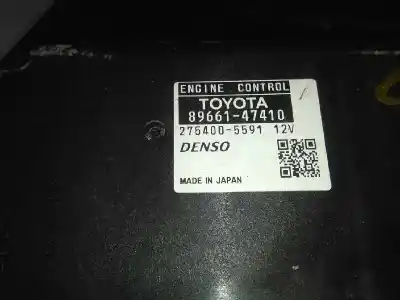 ENGINE CONTROL
TOYOTA
89661-47410
275400-5591 12V
DENSO
MADE IN JAPAN